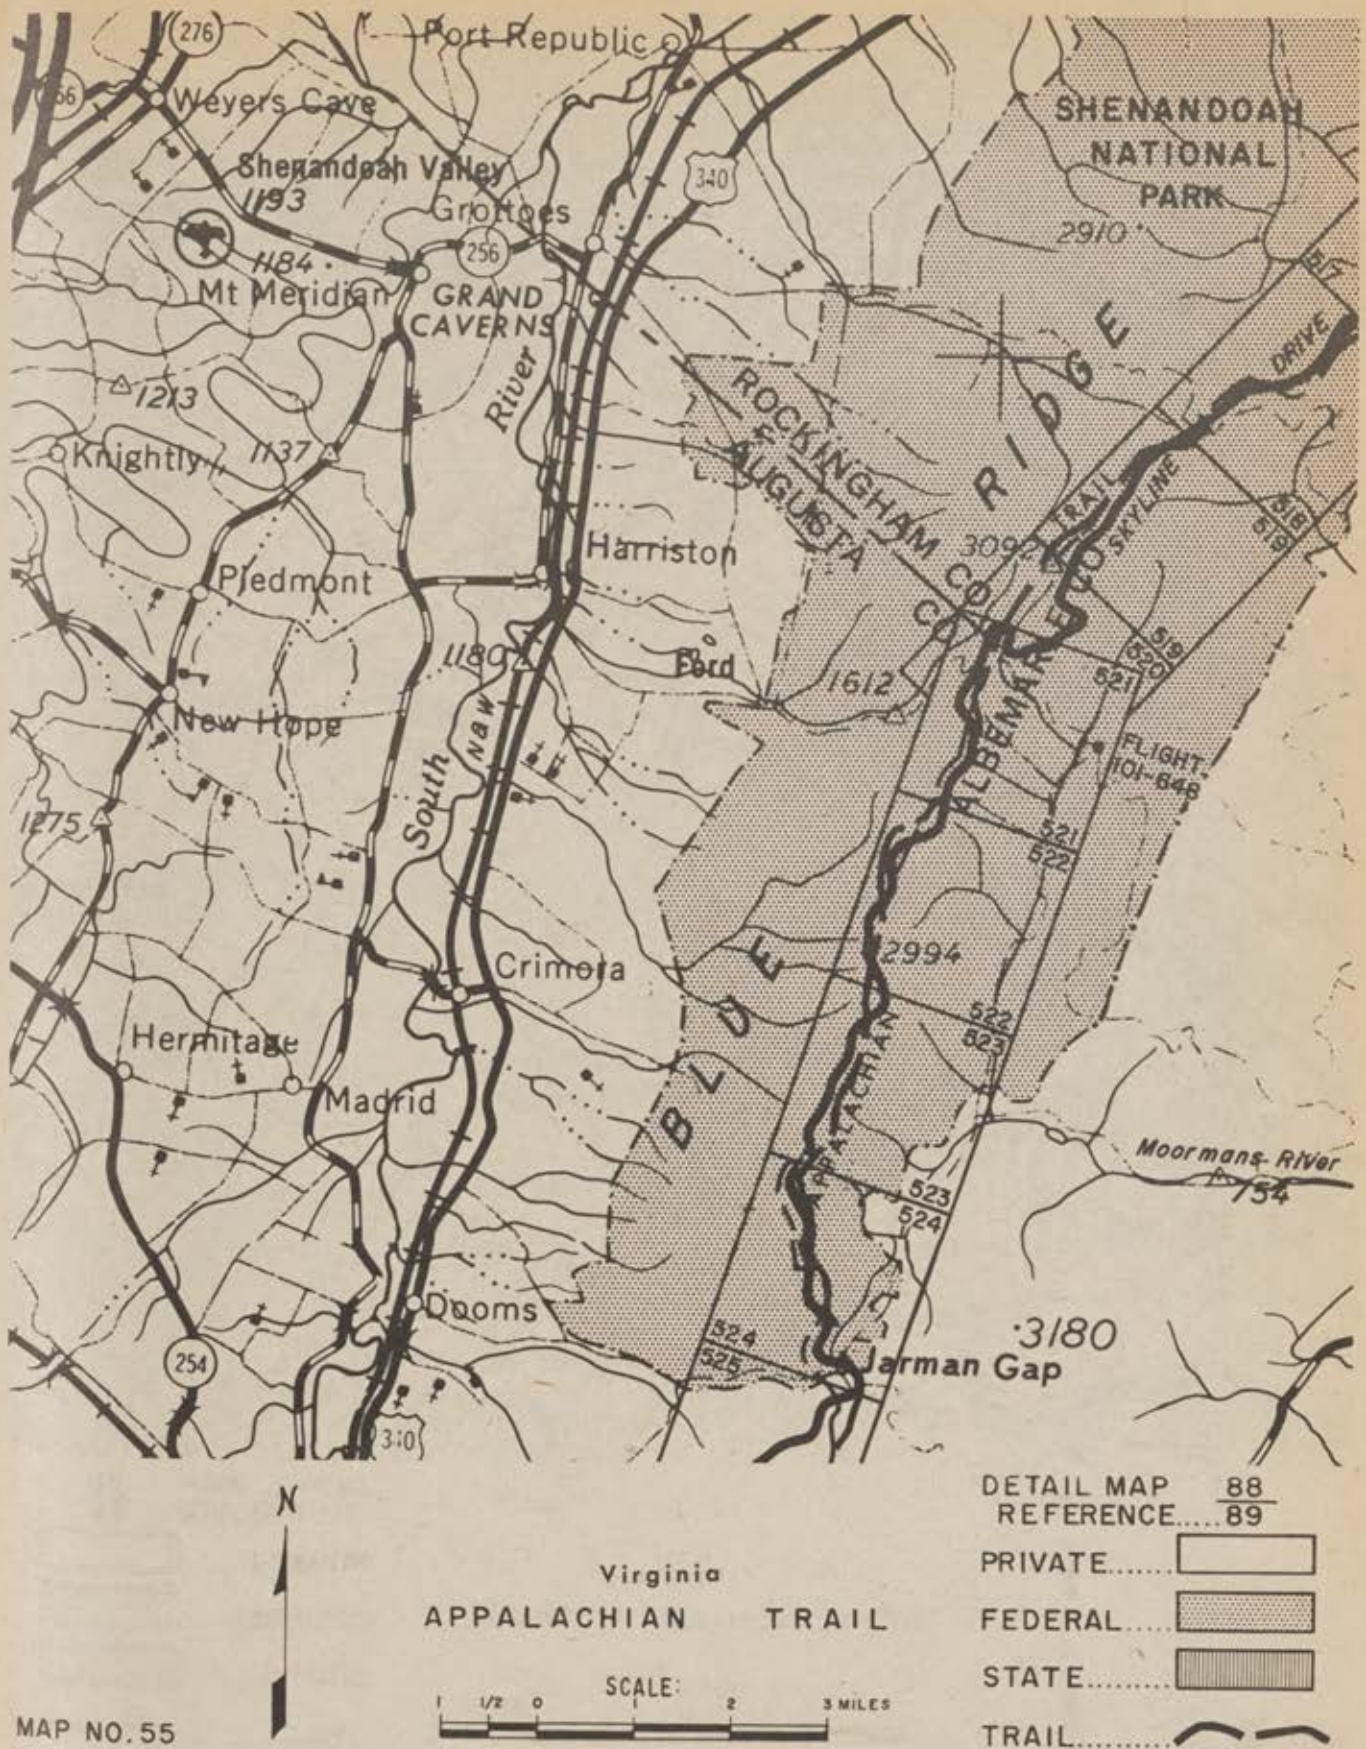 276
Port Republic
Weyers Cave
SHENANDOAH
NATIONAL
PARK
Shenandoah Valley
340
1193
Grottoes
2910
256
1184
Mt Meridian
GRAND
CAVERNS
517
River
DRIVE
1213
ROCKINGHAM CO
AUGUSTA CO
RIDGE
Knightly
1137
TRAIL
SKYLINE
518
519
Harriston
3092
Piedmont
519
520
1180
Ford
1612
521
New Hope
N&W
ALBEMARLE CO
FLIGHT
101-648
South
1275
521
522
2994
Crimora
BLUE
522
523
Hermitage
APPALACHIAN
Madrid
Moormans River
754
523
524
Dooms
3180
254
524
525
Jarman Gap
340
N
DETAIL MAP 88
REFERENCE..... 89
Virginia
PRIVATE.......
APPALACHIAN TRAIL
FEDERAL.....
SCALE:
STATE.........
1 1/2 0 1 2 3 MILES
MAP NO. 55
TRAIL..........